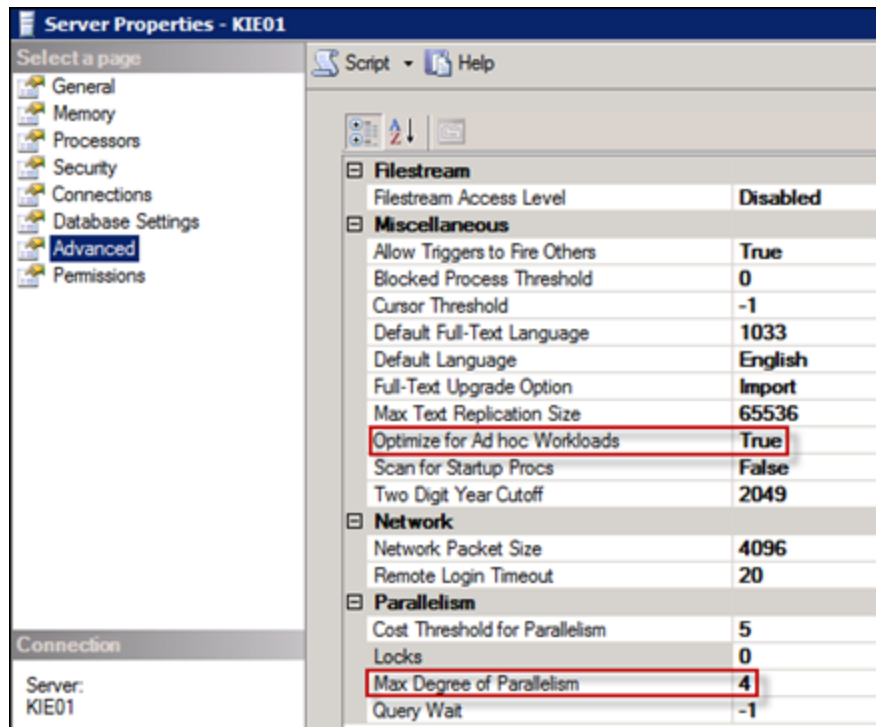 Server Properties - KIE01
Select a page
General
Memory
Processors
Security
Connections
Database Settings
Advanced
Permissions
Connection
Server:
KIE01
Script Help
Filestream
Filestream Access Level Disabled
Miscellaneous
Allow Triggers to Fire Others True
Blocked Process Threshold 0
Cursor Threshold -1
Default Full-Text Language 1033
Default Language English
Full-Text Upgrade Option Import
Max Text Replication Size 65536
Optimize for Ad hoc Workloads True
Scan for Startup Procs False
Two Digit Year Cutoff 2049
Network
Network Packet Size 4096
Remote Login Timeout 20
Parallelism
Cost Threshold for Parallelism 5
Locks 0
Max Degree of Parallelism 4
Query Wait -1